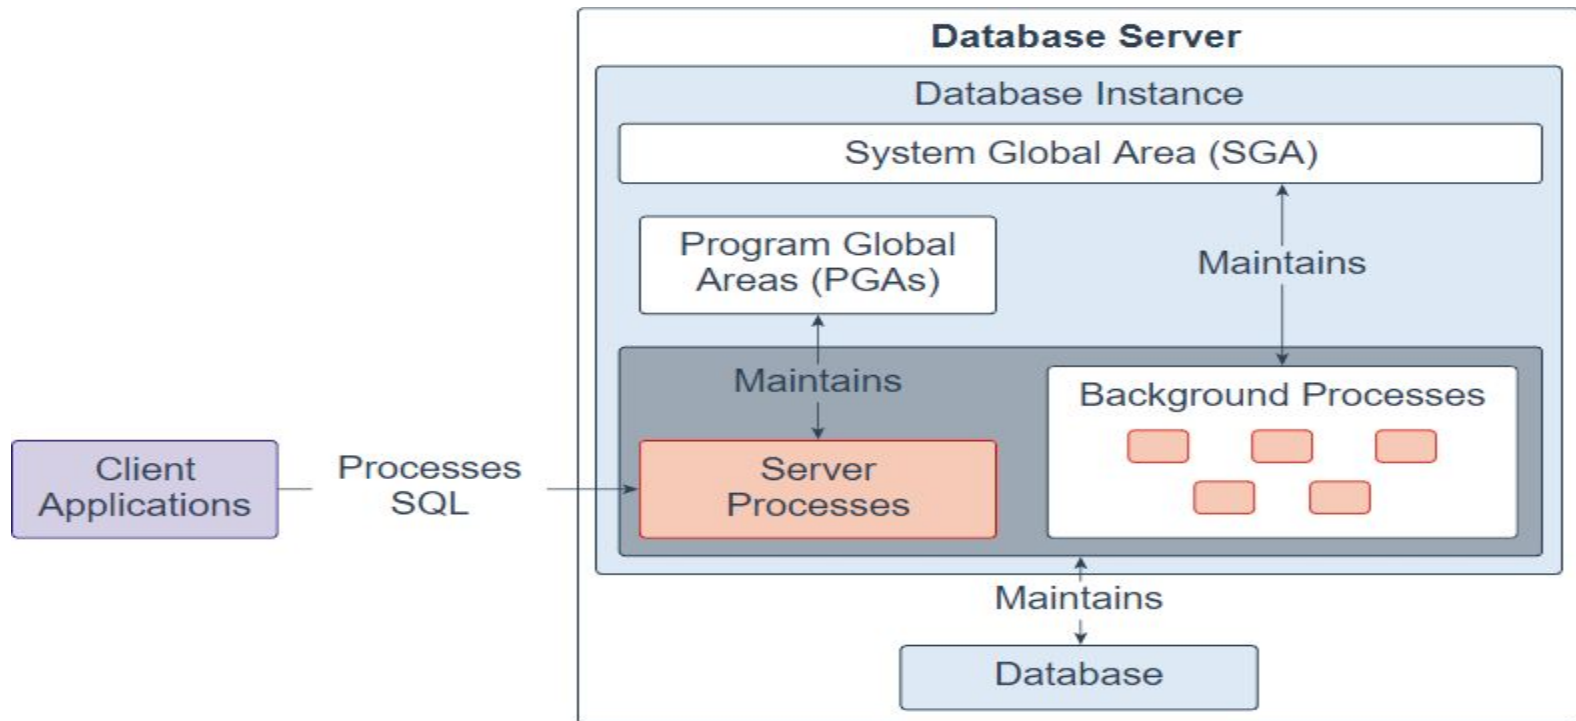 Database Server
Database Instance
System Global Area (SGA)
Program Global
Areas (PGAs)
Maintains
Maintains
Background Processes
Client
Applications
Processes
SQL
Server
Processes
Maintains
Database